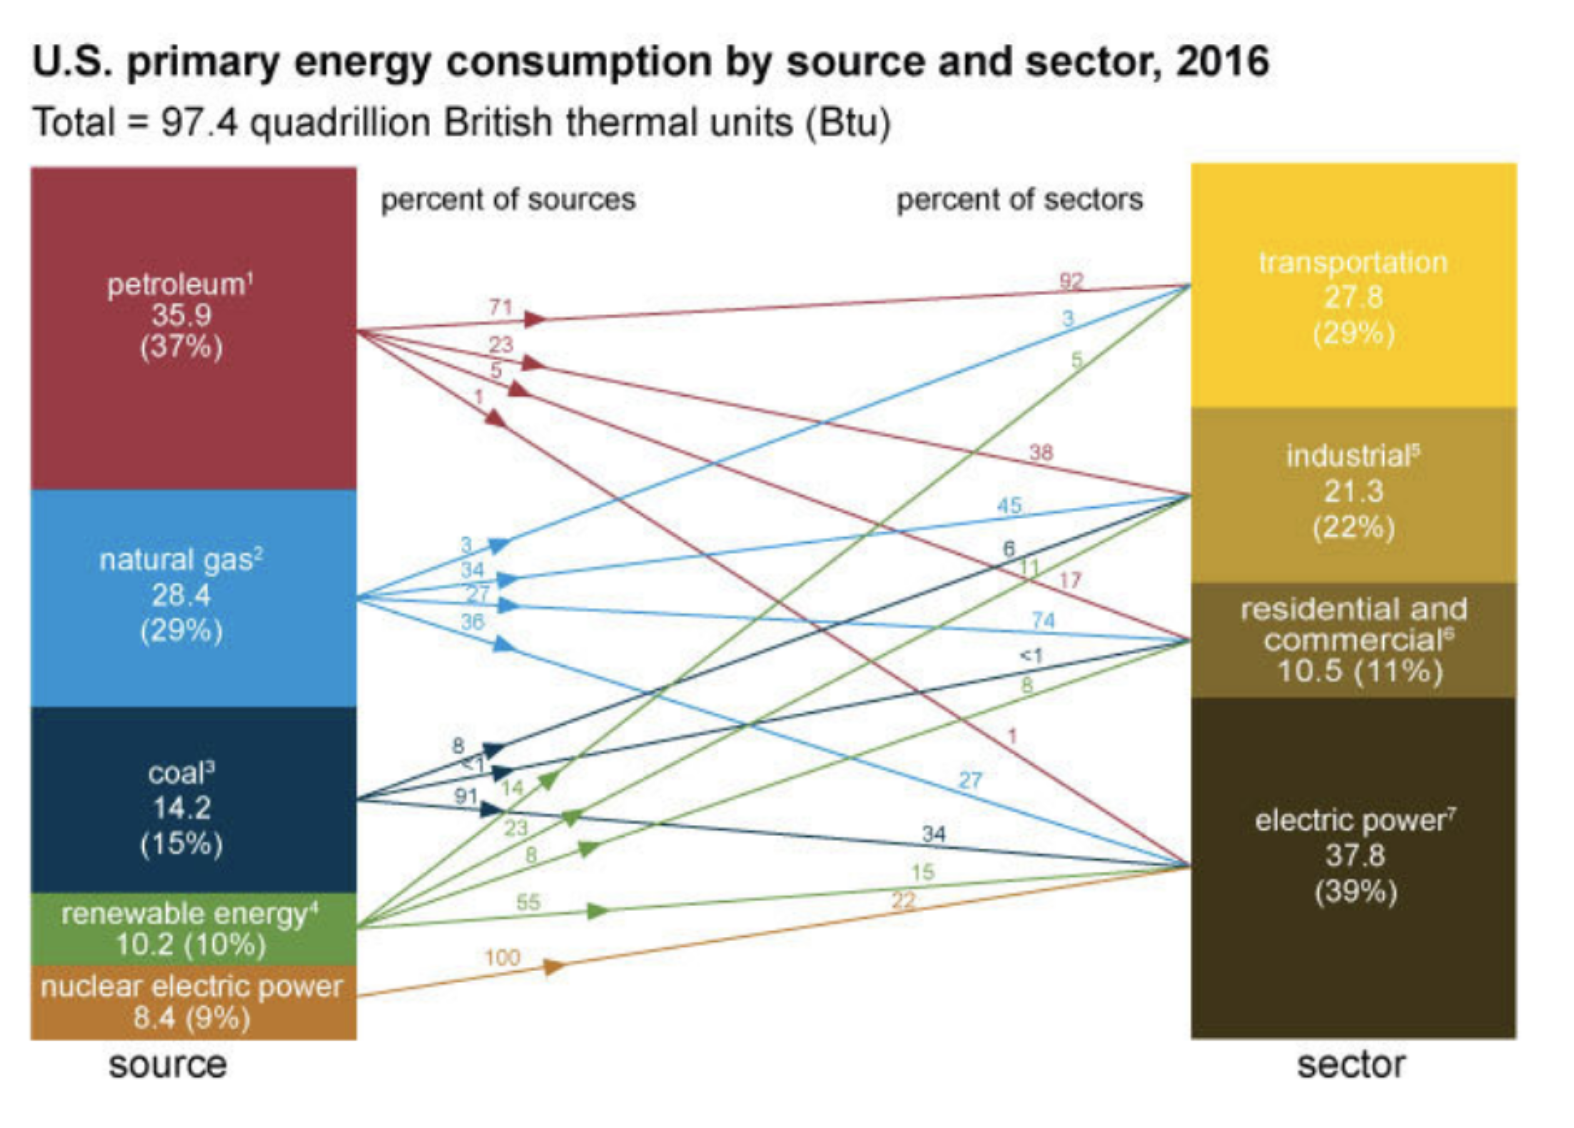 U.S. primary energy consumption by source and sector, 2016
Total = 97.4 quadrillion British thermal units (Btu)
percent of sources
percent of sectors
petroleum¹
35.9
(37%)
natural gas²
28.4
(29%)
coal³
14.2
(15%)
renewable energy⁴
10.2 (10%)
nuclear electric power
8.4 (9%)
source
71
23
5
1
3
34
27
36
8
<1
91
14
23
8
55
100
92
3
5
38
45
6
11
17
74
<1
8
1
27
34
15
22
transportation
27.8
(29%)
industrial⁵
21.3
(22%)
residential and
commercial⁶
10.5 (11%)
electric power⁷
37.8
(39%)
sector